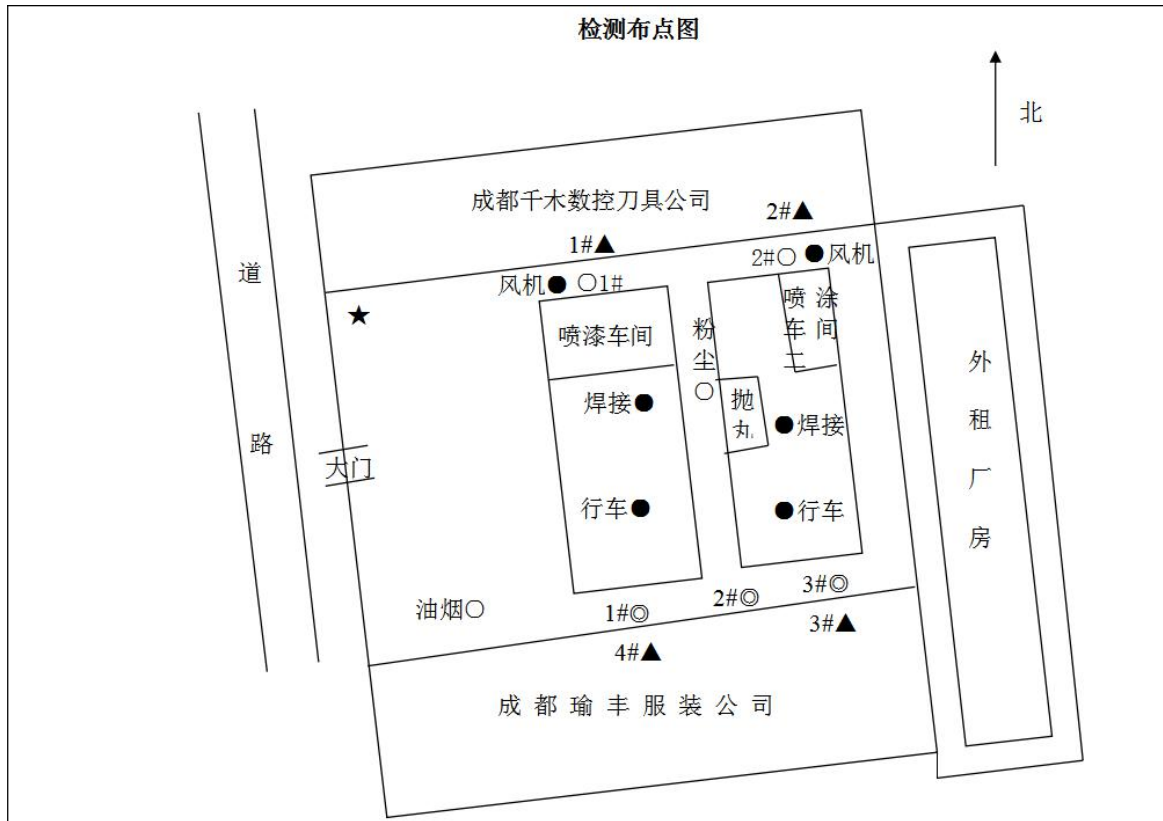 检测布点图
北
成都千木数控刀具公司
2#▲
1#▲
2#○ ●风机
风机● ○1#
道路
★
喷漆车间
粉尘○
喷涂车间二
外租厂房
焊接●
抛丸
●焊接
大门
行车●
●行车
油烟○
1#◎
2#◎
3#◎
3#▲
4#▲
成都瑜丰服装公司